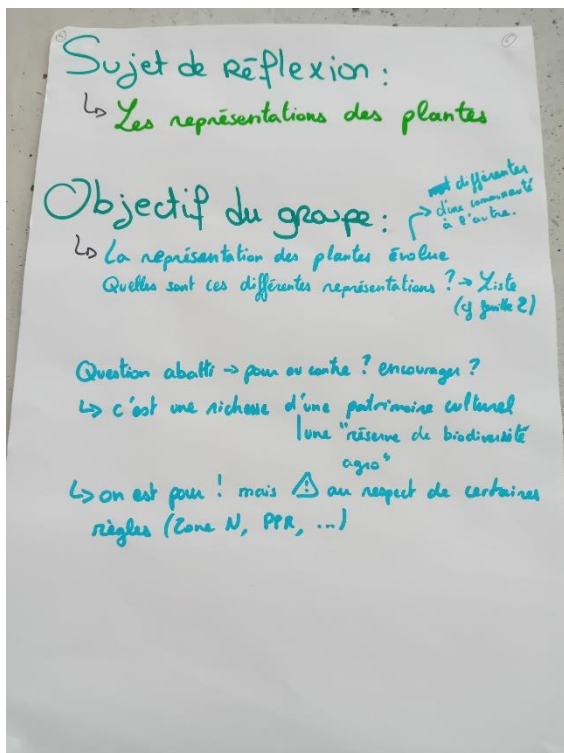 Sujet de Réflexion :
↳ Les représentations des plantes
Objectif du groupe :
différentes
d'une communauté
à l'autre.
↳ La représentation des plantes évolue
Quelles sont ces différentes représentations ? → Liste
(cf feuille 2)
Question abatti → pour ou contre ? encourager ?
↳ c'est une richesse d'une patrimoine culturel
| une "réserve de biodiversité
agro"
↳ on est pour ! mais ⚠ au respect de certaines
règles (Zone N, PPR, ...)